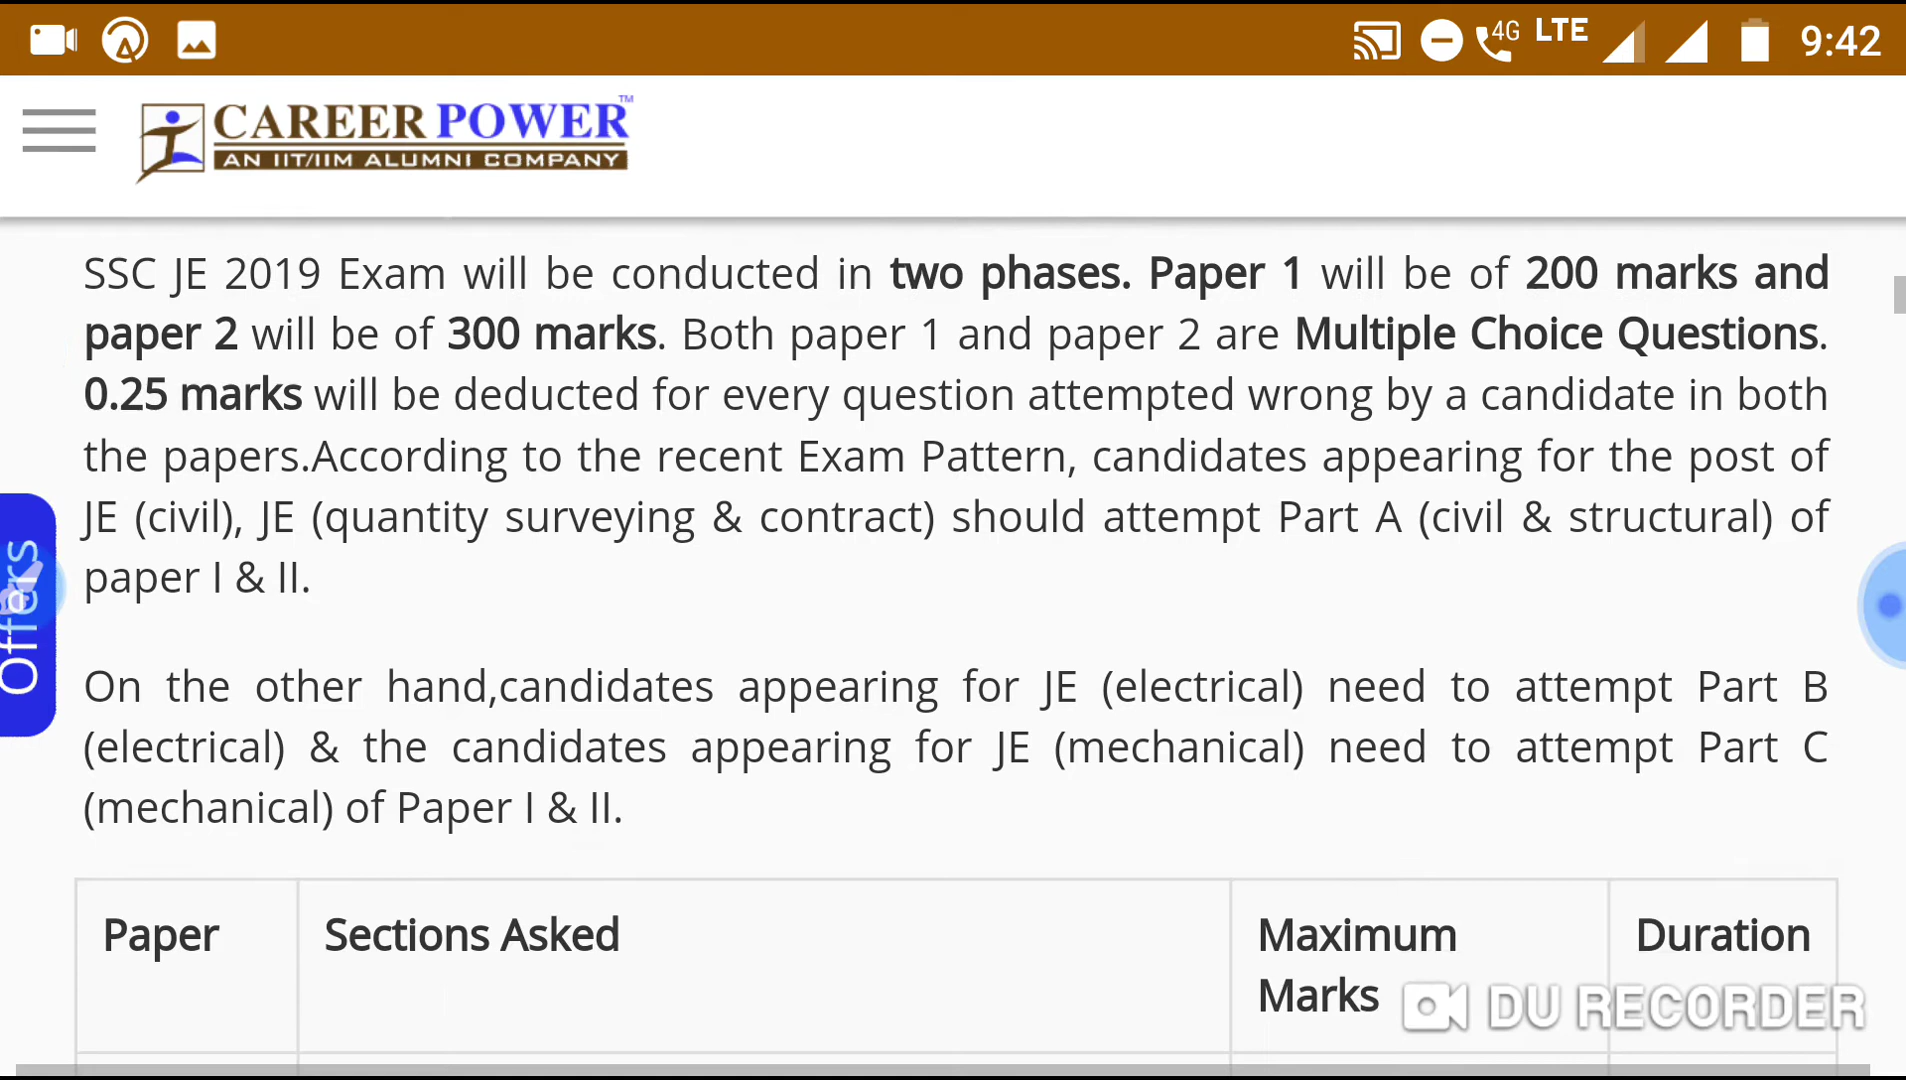 4G LTE 9:42
CAREER POWER TM
AN IIT/IIM ALUMNI COMPANY
SSC JE 2019 Exam will be conducted in two phases. Paper 1 will be of 200 marks and
paper 2 will be of 300 marks. Both paper 1 and paper 2 are Multiple Choice Questions.
0.25 marks will be deducted for every question attempted wrong by a candidate in both
the papers.According to the recent Exam Pattern, candidates appearing for the post of
JE (civil), JE (quantity surveying & contract) should attempt Part A (civil & structural) of
paper I & II.
Offers
On the other hand,candidates appearing for JE (electrical) need to attempt Part B
(electrical) & the candidates appearing for JE (mechanical) need to attempt Part C
(mechanical) of Paper I & II.
Paper Sections Asked Maximum Duration
Marks
DU RECORDER